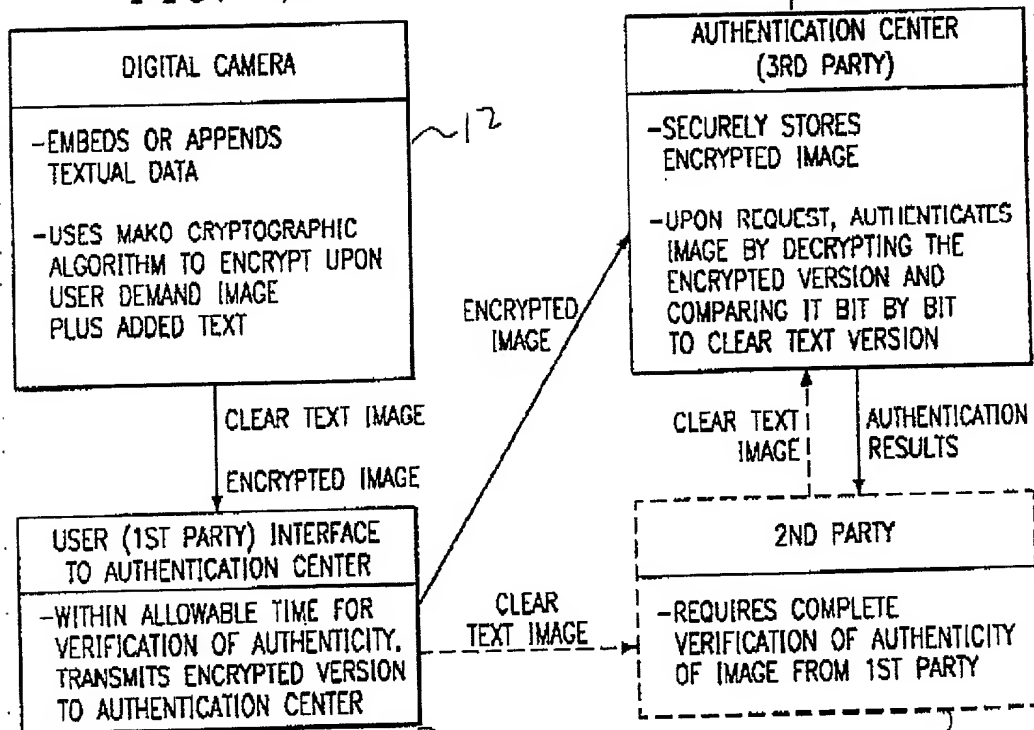 DIGITAL CAMERA
-EMBEDS OR APPENDS
TEXTUAL DATA
-USES MAKO CRYPTOGRAPHIC
ALGORITHM TO ENCRYPT UPON
USER DEMAND IMAGE
PLUS ADDED TEXT
12
AUTHENTICATION CENTER
(3RD PARTY)
-SECURELY STORES
ENCRYPTED IMAGE
-UPON REQUEST, AUTHENTICATES
IMAGE BY DECRYPTING THE
ENCRYPTED VERSION AND
COMPARING IT BIT BY BIT
TO CLEAR TEXT VERSION
ENCRYPTED
IMAGE
CLEAR TEXT IMAGE
ENCRYPTED IMAGE
CLEAR TEXT
IMAGE
AUTHENTICATION
RESULTS
USER (1ST PARTY) INTERFACE
TO AUTHENTICATION CENTER
-WITHIN ALLOWABLE TIME FOR
VERIFICATION OF AUTHENTICITY.
TRANSMITS ENCRYPTED VERSION
TO AUTHENTICATION CENTER
CLEAR
TEXT IMAGE
2ND PARTY
-REQUIRES COMPLETE
VERIFICATION OF AUTHENTICITY
OF IMAGE FROM 1ST PARTY